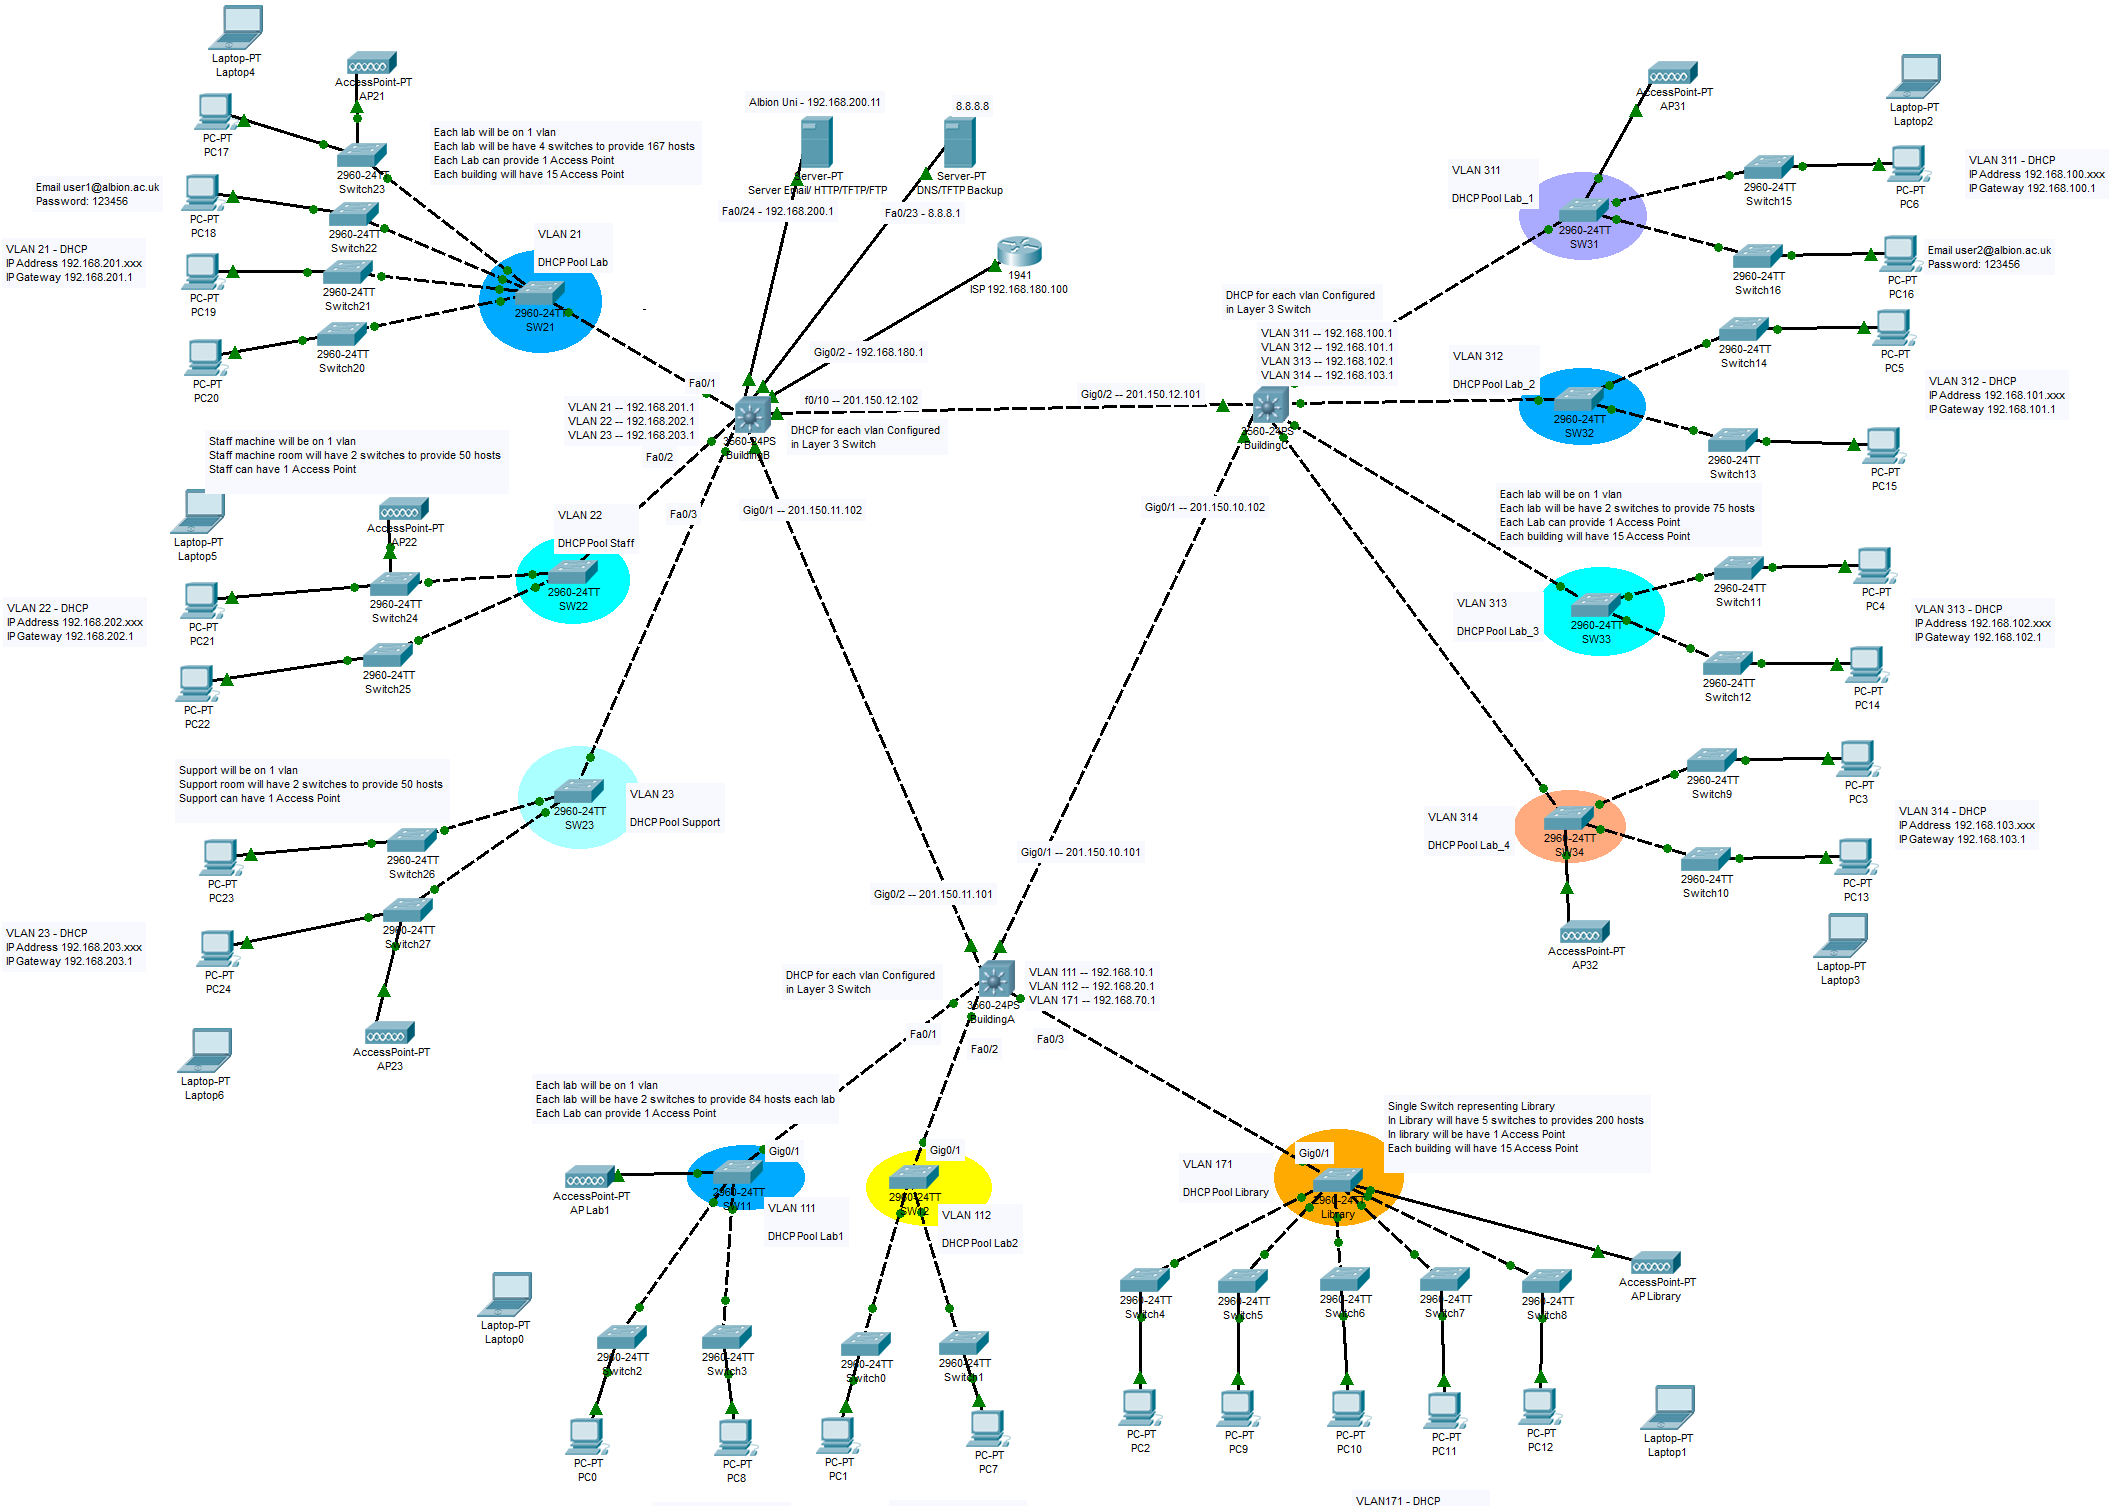 Laptop-PT
Laptop4
AccessPoint-PT
AP21
PC-PT
PC17
2960-24TT
Switch23
Each lab will be on 1 vlan
Each lab will be have 4 switches to provide 167 hosts
Each Lab can provide 1 Access Point
Each building will have 15 Access Point
Email user1@albion.ac.uk
Password: 123456
PC-PT
PC18
2960-24TT
Switch22
VLAN 21 - DHCP
IP Address 192.168.201.xxx
IP Gateway 192.168.201.1
PC-PT
PC19
2960-24TT
Switch21
PC-PT
PC20
2960-24TT
Switch20
VLAN 21
DHCP Pool Lab
2960-24TT
SW21
Albion Uni - 192.168.200.11
8.8.8.8
Server-PT
Server Email/ HTTP/TFTP/FTP
Server-PT
DNS/TFTP Backup
Fa0/24 - 192.168.200.1
Fa0/23 - 8.8.8.1
1941
ISP 192.168.180.100
-
Gig0/2 - 192.168.180.1
Fa0/1
VLAN 21 -- 192.168.201.1
VLAN 22 -- 192.168.202.1
VLAN 23 -- 192.168.203.1
f0/10 -- 201.150.12.102
DHCP for each vlan Configured
in Layer 3 Switch
3560-24PS
BuildingB
Fa0/2
Fa0/3
Gig0/1 -- 201.150.11.102
Gig0/2 -- 201.150.12.101
DHCP for each vlan Configured
in Layer 3 Switch
VLAN 311 -- 192.168.100.1
VLAN 312 -- 192.168.101.1
VLAN 313 -- 192.168.102.1
VLAN 314 -- 192.168.103.1
3560-24PS
BuildingC
Gig0/1 -- 201.150.10.102
AccessPoint-PT
AP31
Laptop-PT
Laptop2
VLAN 311
DHCP Pool Lab_1
2960-24TT
SW31
2960-24TT
Switch15
PC-PT
PC6
VLAN 311 - DHCP
IP Address 192.168.100.xxx
IP Gateway 192.168.100.1
2960-24TT
Switch16
PC-PT
PC16
Email user2@albion.ac.uk
Password: 123456
2960-24TT
Switch14
PC-PT
PC5
VLAN 312
DHCP Pool Lab_2
2960-24TT
SW32
VLAN 312 - DHCP
IP Address 192.168.101.xxx
IP Gateway 192.168.101.1
2960-24TT
Switch13
PC-PT
PC15
Each lab will be on 1 vlan
Each lab will be have 2 switches to provide 75 hosts
Each Lab can provide 1 Access Point
Each building will have 15 Access Point
2960-24TT
Switch11
PC-PT
PC4
VLAN 313
DHCP Pool Lab_3
2960-24TT
SW33
VLAN 313 - DHCP
IP Address 192.168.102.xxx
IP Gateway 192.168.102.1
2960-24TT
Switch12
PC-PT
PC14
2960-24TT
Switch9
PC-PT
PC3
VLAN 314
DHCP Pool Lab_4
2960-24TT
SW34
VLAN 314 - DHCP
IP Address 192.168.103.xxx
IP Gateway 192.168.103.1
2960-24TT
Switch10
PC-PT
PC13
AccessPoint-PT
AP32
Laptop-PT
Laptop3
Staff machine will be on 1 vlan
Staff machine room will have 2 switches to provide 50 hosts
Staff can have 1 Access Point
Laptop-PT
Laptop5
AccessPoint-PT
AP22
VLAN 22
DHCP Pool Staff
2960-24TT
SW22
VLAN 22 - DHCP
IP Address 192.168.202.xxx
IP Gateway 192.168.202.1
PC-PT
PC21
2960-24TT
Switch24
PC-PT
PC22
2960-24TT
Switch25
Support will be on 1 vlan
Support room will have 2 switches to provide 50 hosts
Support can have 1 Access Point
2960-24TT
SW23
VLAN 23
DHCP Pool Support
PC-PT
PC23
2960-24TT
Switch26
VLAN 23 - DHCP
IP Address 192.168.203.xxx
IP Gateway 192.168.203.1
PC-PT
PC24
2960-24TT
Switch27
Laptop-PT
Laptop6
AccessPoint-PT
AP23
Gig0/1 -- 201.150.10.101
Gig0/2 -- 201.150.11.101
DHCP for each vlan Configured
in Layer 3 Switch
3560-24PS
BuildingA
VLAN 111 -- 192.168.10.1
VLAN 112 -- 192.168.20.1
VLAN 171 -- 192.168.70.1
Fa0/1
Fa0/2
Fa0/3
Each lab will be on 1 vlan
Each lab will be have 2 switches to provide 84 hosts each lab
Each Lab can provide 1 Access Point
Gig0/1
AccessPoint-PT
AP Lab1
2960-24TT
SW11
VLAN 111
DHCP Pool Lab1
Gig0/1
2960-24TT
SW12
VLAN 112
DHCP Pool Lab2
Single Switch representing Library
In Library will have 5 switches to provides 200 hosts
In library will be have 1 Access Point
Each building will have 15 Access Point
Gig0/1
VLAN 171
DHCP Pool Library
2960-24TT
Library
AccessPoint-PT
AP Library
Laptop-PT
Laptop0
2960-24TT
Switch2
2960-24TT
Switch3
2960-24TT
Switch0
2960-24TT
Switch1
2960-24TT
Switch4
2960-24TT
Switch5
2960-24TT
Switch6
2960-24TT
Switch7
2960-24TT
Switch8
PC-PT
PC0
PC-PT
PC8
PC-PT
PC1
PC-PT
PC7
PC-PT
PC2
PC-PT
PC9
PC-PT
PC10
PC-PT
PC11
PC-PT
PC12
Laptop-PT
Laptop1
VLAN171 - DHCP